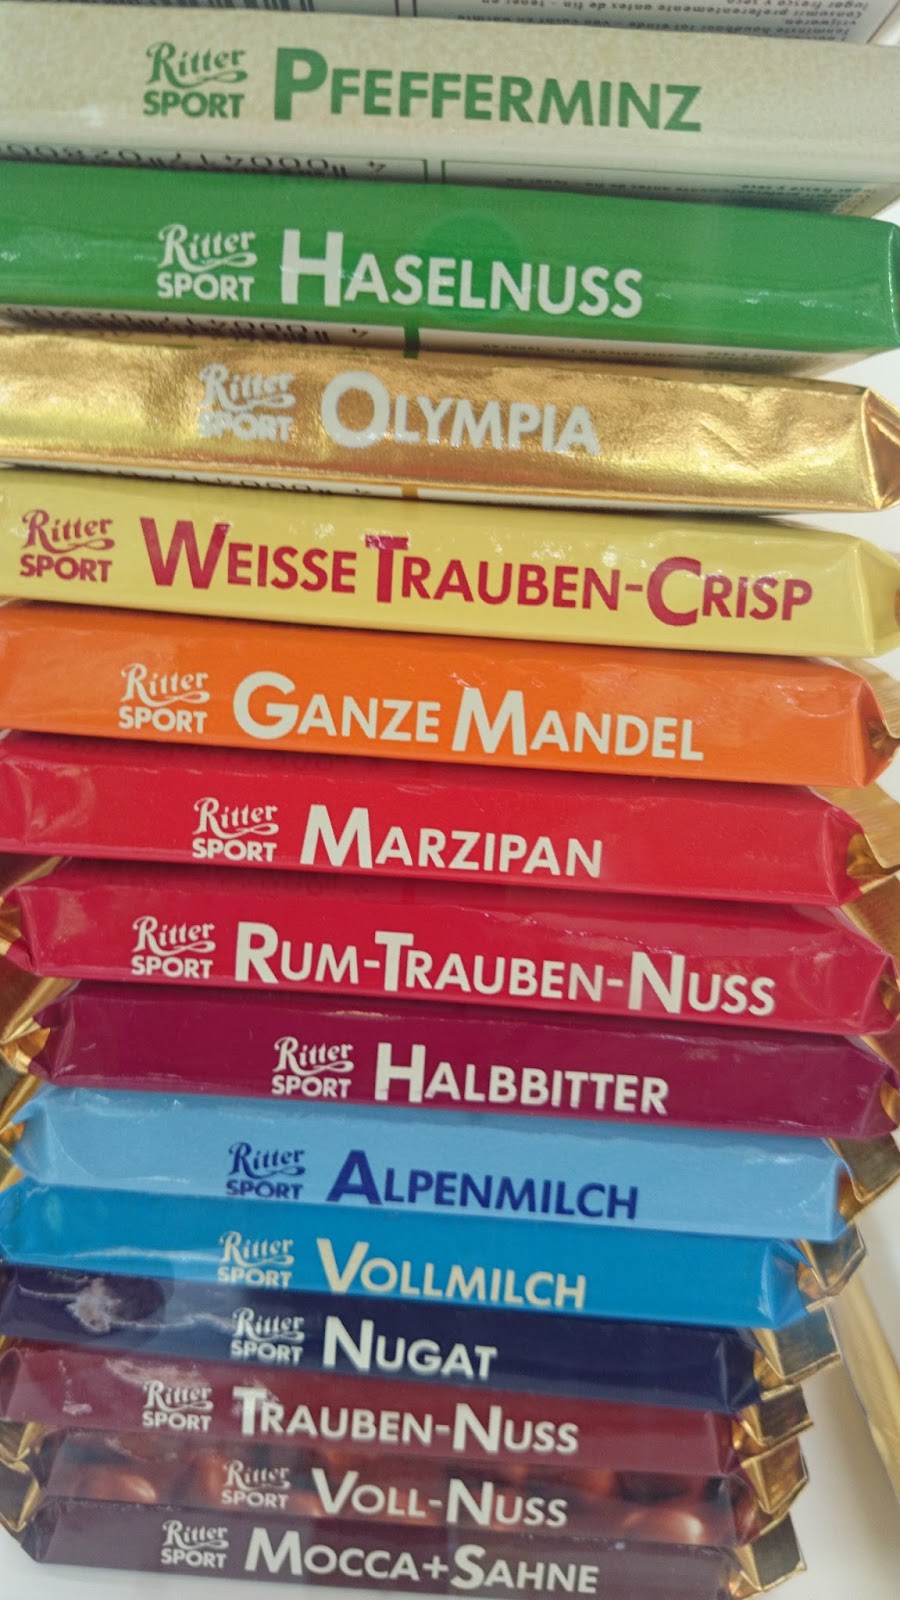 Ritter
SPORT
PFEFFERMINZ
Ritter
SPORT
HASELNUSS
Ritter
SPORT
OLYMPIA
Ritter
SPORT
WEISSE TRAUBEN-CRISP
Ritter
SPORT
GANZE MANDEL
Ritter
SPORT
MARZIPAN
Ritter
SPORT
RUM-TRAUBEN-NUSS
Ritter
SPORT
HALBBITTER
Ritter
SPORT
ALPENMILCH
Ritter
SPORT
VOLLMILCH
Ritter
SPORT
NUGAT
Ritter
SPORT
TRAUBEN-NUSS
Ritter
SPORT
VOLL-NUSS
Ritter
SPORT
MOCCA+SAHNE